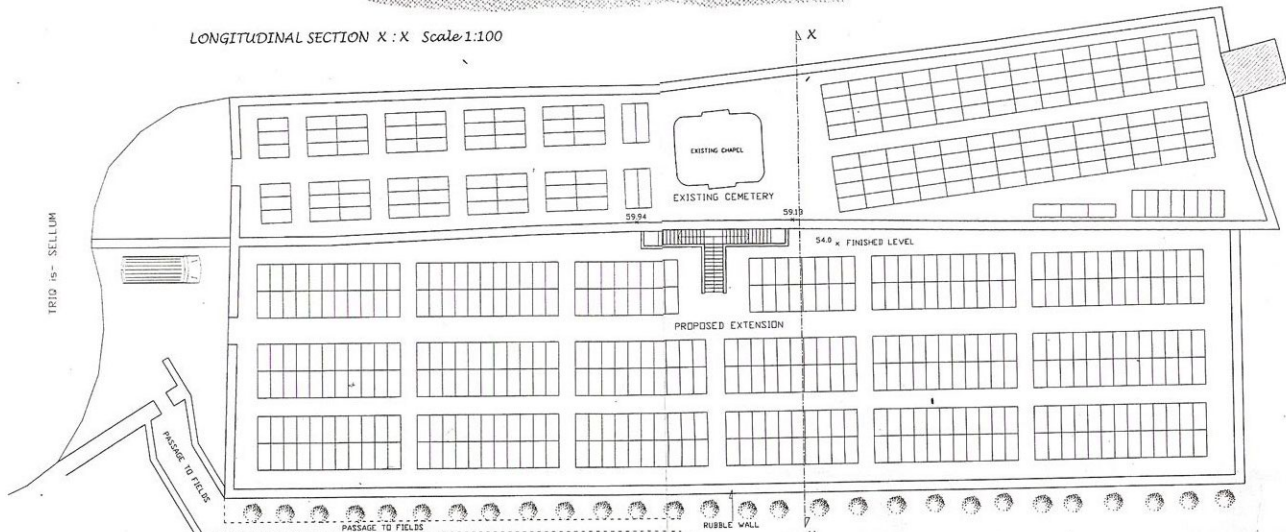 LONGITUDINAL SECTION X : X Scale 1:100
X
EXISTING CHAPEL
EXISTING CEMETERY
59.94
59.19
54.0 x FINISHED LEVEL
TRIQ is- SELLUM
PROPOSED EXTENSION
PASSAGE TO FIELDS
PASSAGE TO FIELDS
RUBBLE WALL